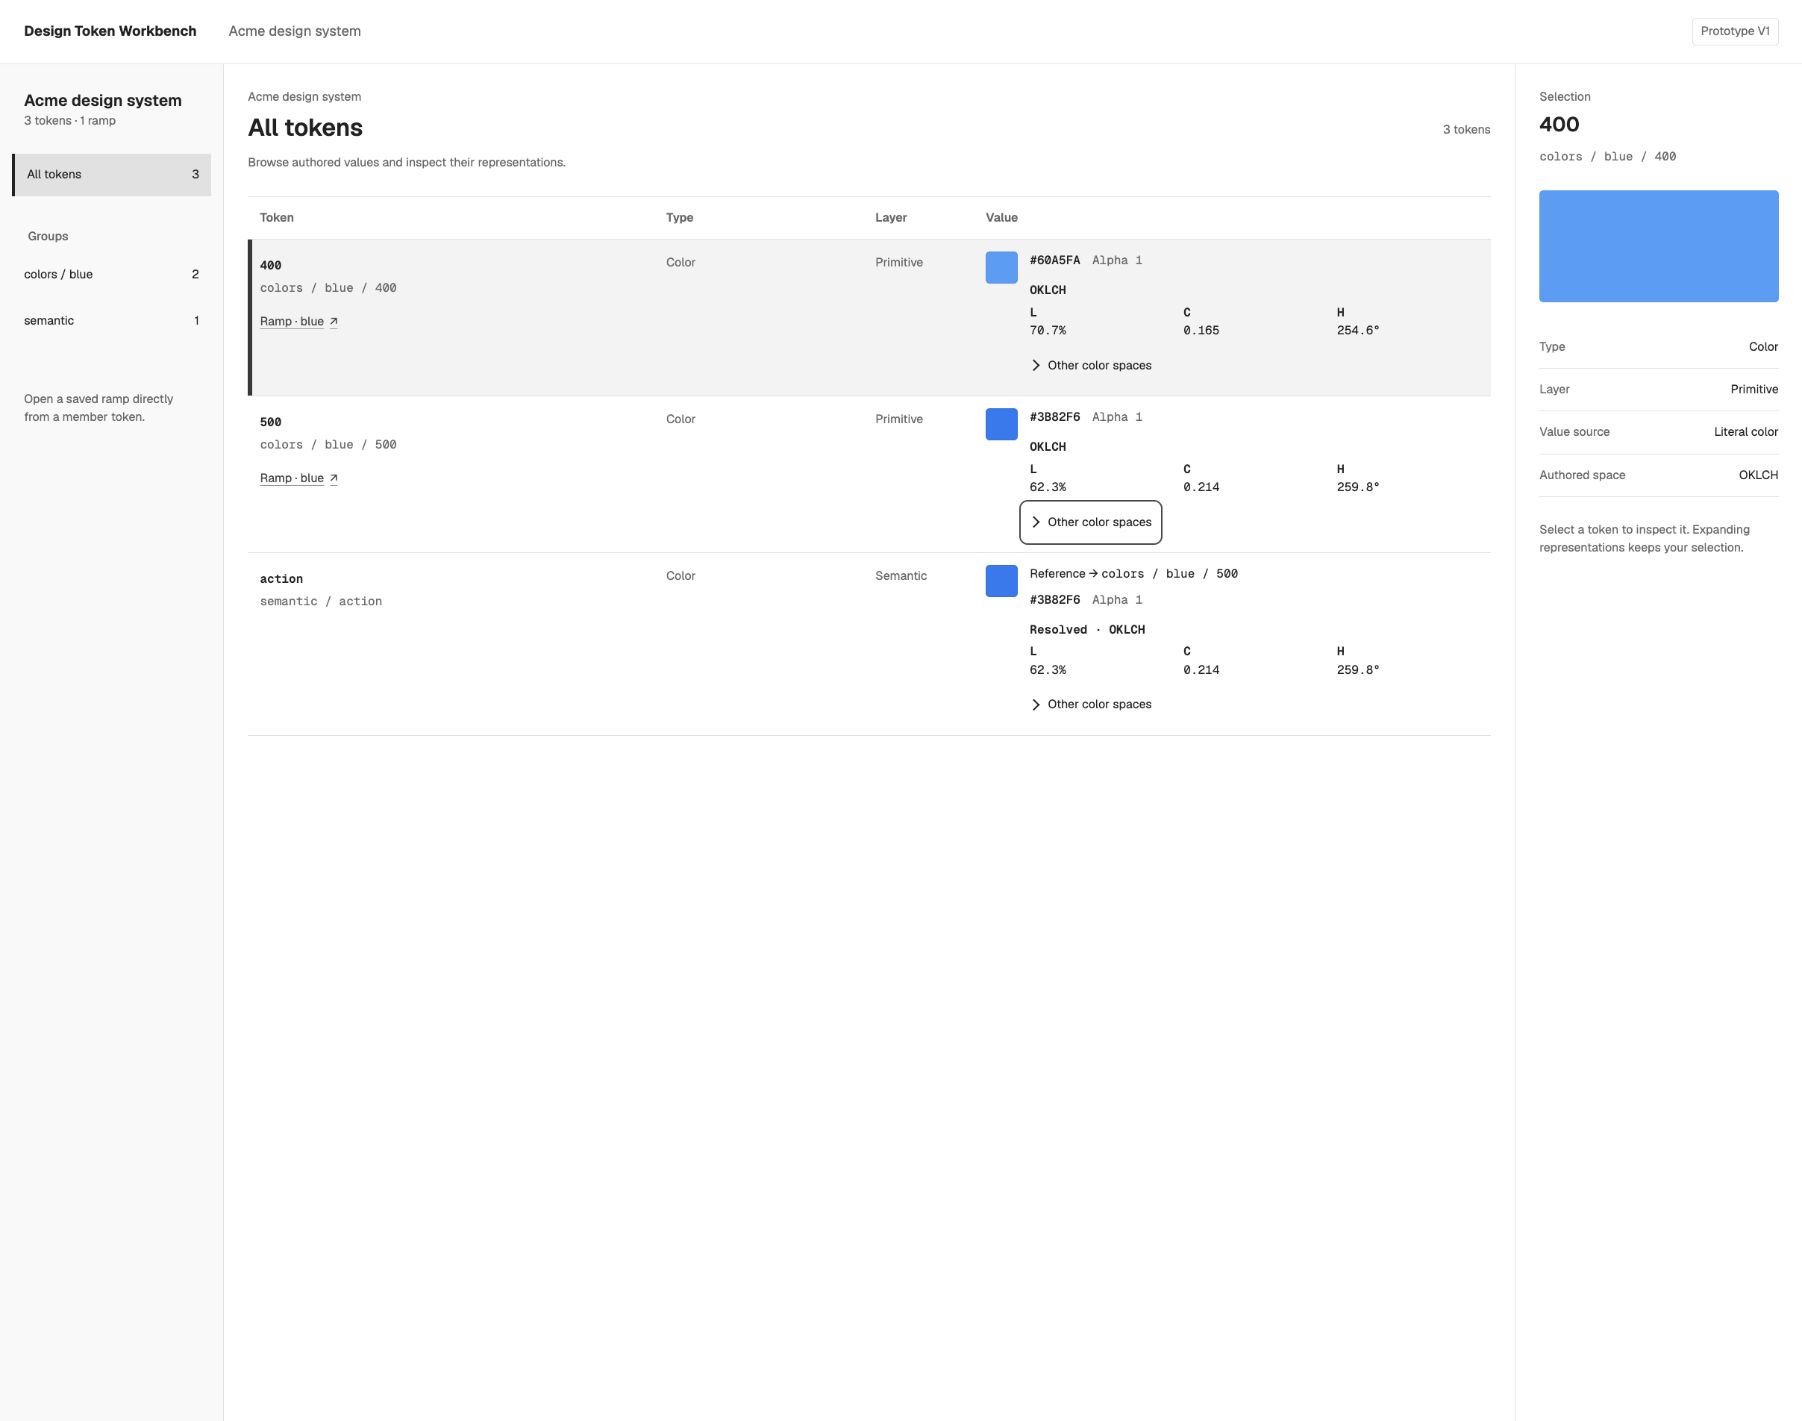 Design Token Workbench Acme design system Prototype V1
Acme design system
3 tokens · 1 ramp
All tokens 3
Groups
colors / blue 2
semantic 1
Open a saved ramp directly
from a member token.
Acme design system
All tokens
3 tokens
Browse authored values and inspect their representations.
Token Type Layer Value
400
colors / blue / 400
Ramp · blue ↗
Color
Primitive
#60A5FA Alpha 1
OKLCH
L C H
70.7% 0.165 254.6°
Other color spaces
500
colors / blue / 500
Ramp · blue ↗
Color
Primitive
#3B82F6 Alpha 1
OKLCH
L C H
62.3% 0.214 259.8°
Other color spaces
action
semantic / action
Color
Semantic
Reference → colors / blue / 500
#3B82F6 Alpha 1
Resolved · OKLCH
L C H
62.3% 0.214 259.8°
Other color spaces
Selection
400
colors / blue / 400
Type Color
Layer Primitive
Value source Literal color
Authored space OKLCH
Select a token to inspect it. Expanding
representations keeps your selection.